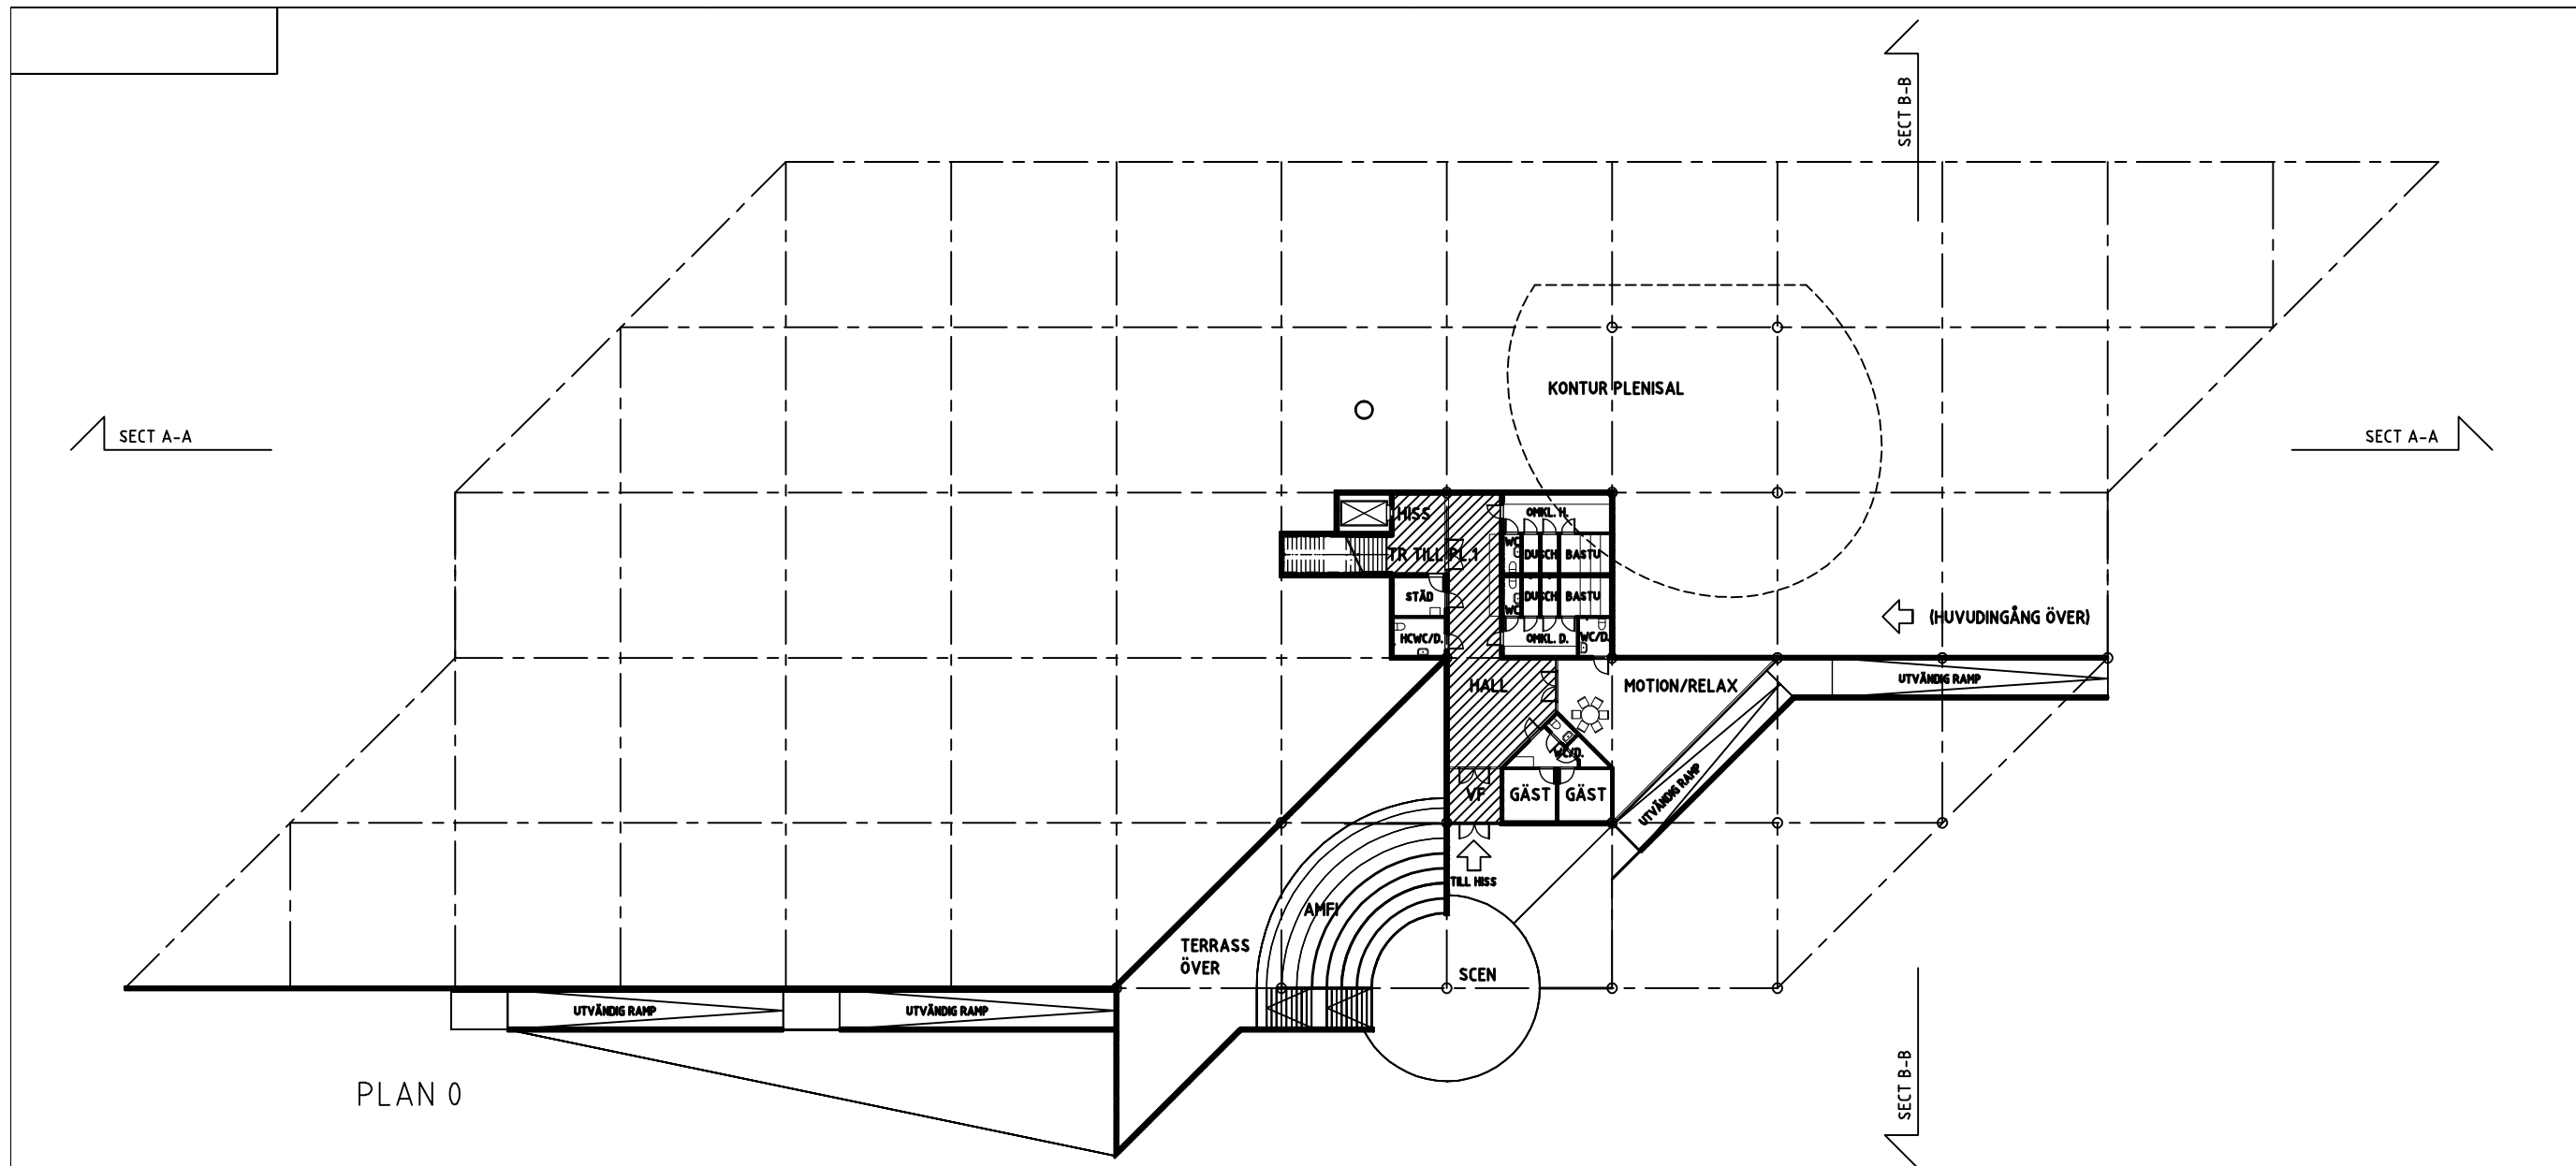 SECT B-B
KONTUR PLENISAL
SECT A-A
SECT A-A
HISS
OMKL. H.
TR TILL PL.1
WC
DUSCH
BASTU
STÄD
WC
DUSCH
BASTU
HCWC/D.
OMKL. D.
WC/D.
(HUVUDINGÅNG ÖVER)
HALL
MOTION/RELAX
UTVÄNDIG RAMP
WC/D.
VF
GÄST
GÄST
UTVÄNDIG RAMP
TILL HISS
AMFI
TERRASS
ÖVER
SCEN
UTVÄNDIG RAMP
UTVÄNDIG RAMP
PLAN 0
SECT B-B